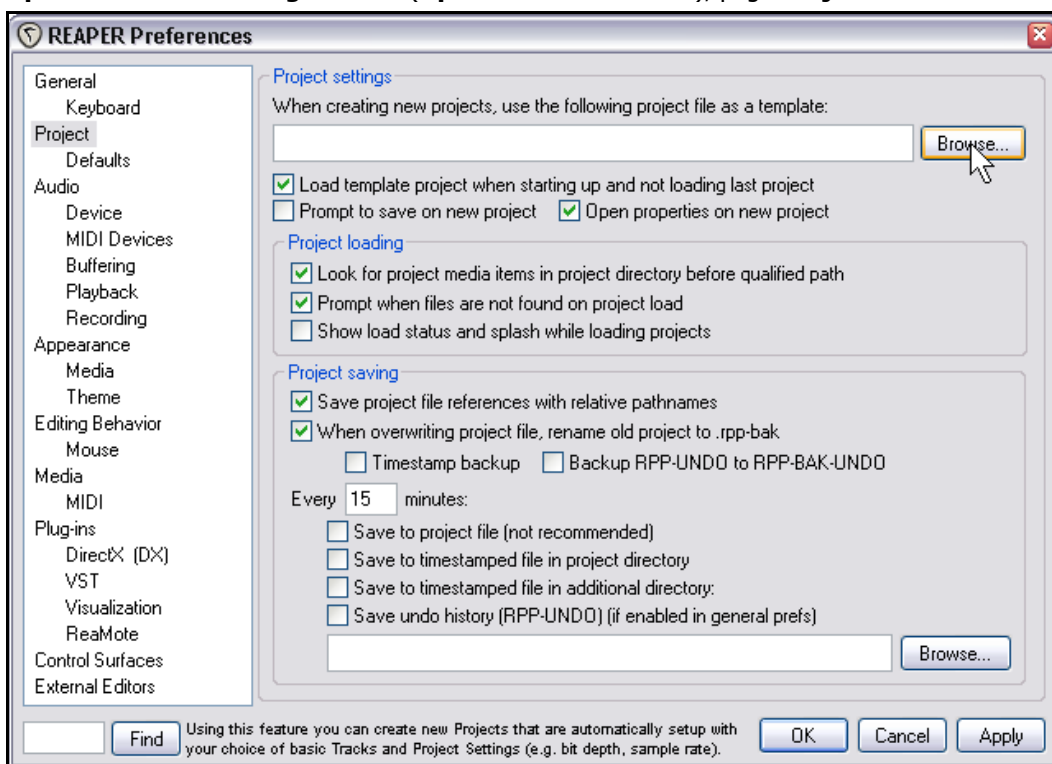 REAPER Preferences
General
Keyboard
Project
Defaults
Audio
Device
MIDI Devices
Buffering
Playback
Recording
Appearance
Media
Theme
Editing Behavior
Mouse
Media
MIDI
Plug-ins
DirectX (DX)
VST
Visualization
ReaMote
Control Surfaces
External Editors
Project settings
When creating new projects, use the following project file as a template:
Browse...
Load template project when starting up and not loading last project
Prompt to save on new project Open properties on new project
Project loading
Look for project media items in project directory before qualified path
Prompt when files are not found on project load
Show load status and splash while loading projects
Project saving
Save project file references with relative pathnames
When overwriting project file, rename old project to .rpp-bak
Timestamp backup Backup RPP-UNDO to RPP-BAK-UNDO
Every 15 minutes:
Save to project file (not recommended)
Save to timestamped file in project directory
Save to timestamped file in additional directory:
Save undo history (RPP-UNDO) (if enabled in general prefs)
Browse...
Find
Using this feature you can create new Projects that are automatically setup with
your choice of basic Tracks and Project Settings (e.g. bit depth, sample rate).
OK Cancel Apply